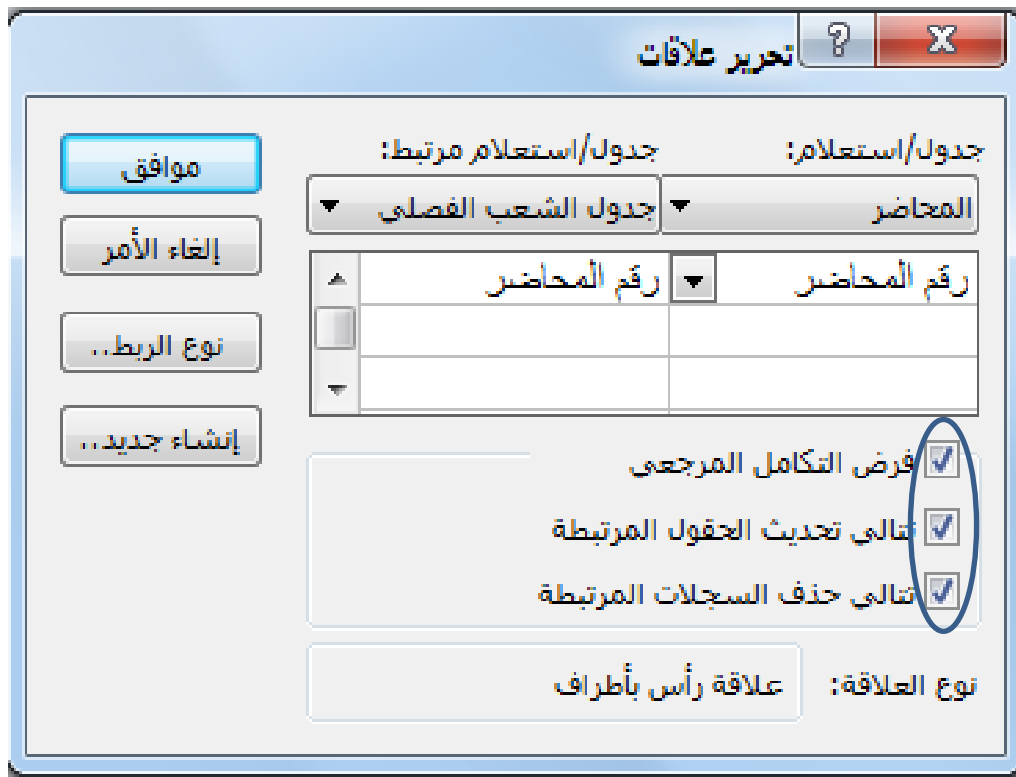 تحرير علاقات
جدول/استعلام: جدول/استعلام مرتبط:
المحاضر جدول الشعب الفصلي
رقم المحاضر رقم المحاضر
فرض التكامل المرجعي
تتالي تحديث الحقول المرتبطة
تتالي حذف السجلات المرتبطة
نوع العلاقة: علاقة رأس بأطراف
موافق
إلغاء الأمر
نوع الربط..
إنشاء جديد..